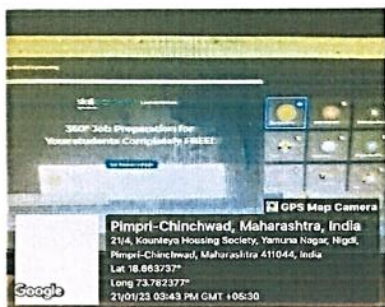 360° Job Preparation for
Your students Completely FREE!
GPS Map Camera
Pimpri-Chinchwad, Maharashtra, India
21/4, Kounteya Housing Society, Yamuna Nagar, Nigdi,
Pimpri-Chinchwad, Maharashtra 411044, India
Lat 18.663737°
Long 73.782377°
21/01/23 03:43 PM GMT +05:30
Google